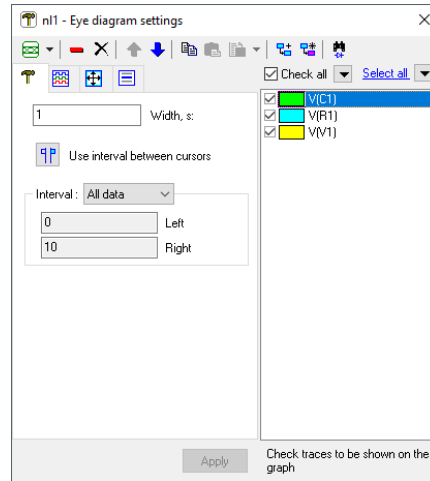 nl1 - Eye diagram settings
Check all
Select all
1
Width, s:
Use interval between cursors
Interval :
All data
0
Left
10
Right
V(C1)
V(R1)
V(V1)
Apply
Check traces to be shown on the
graph